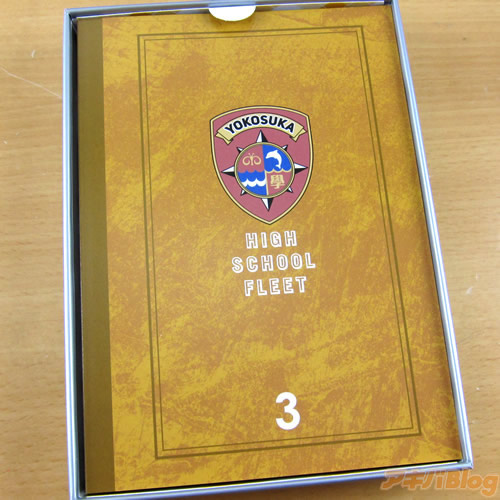 YOKOSUKA
學
HIGH
SCHOOL
FLEET
3
アキバBlog